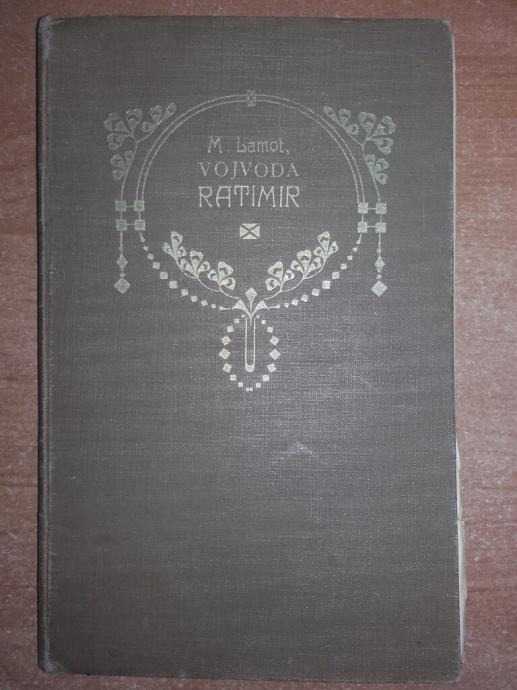 M. Lamot,
VOJVODA
RATIMIR